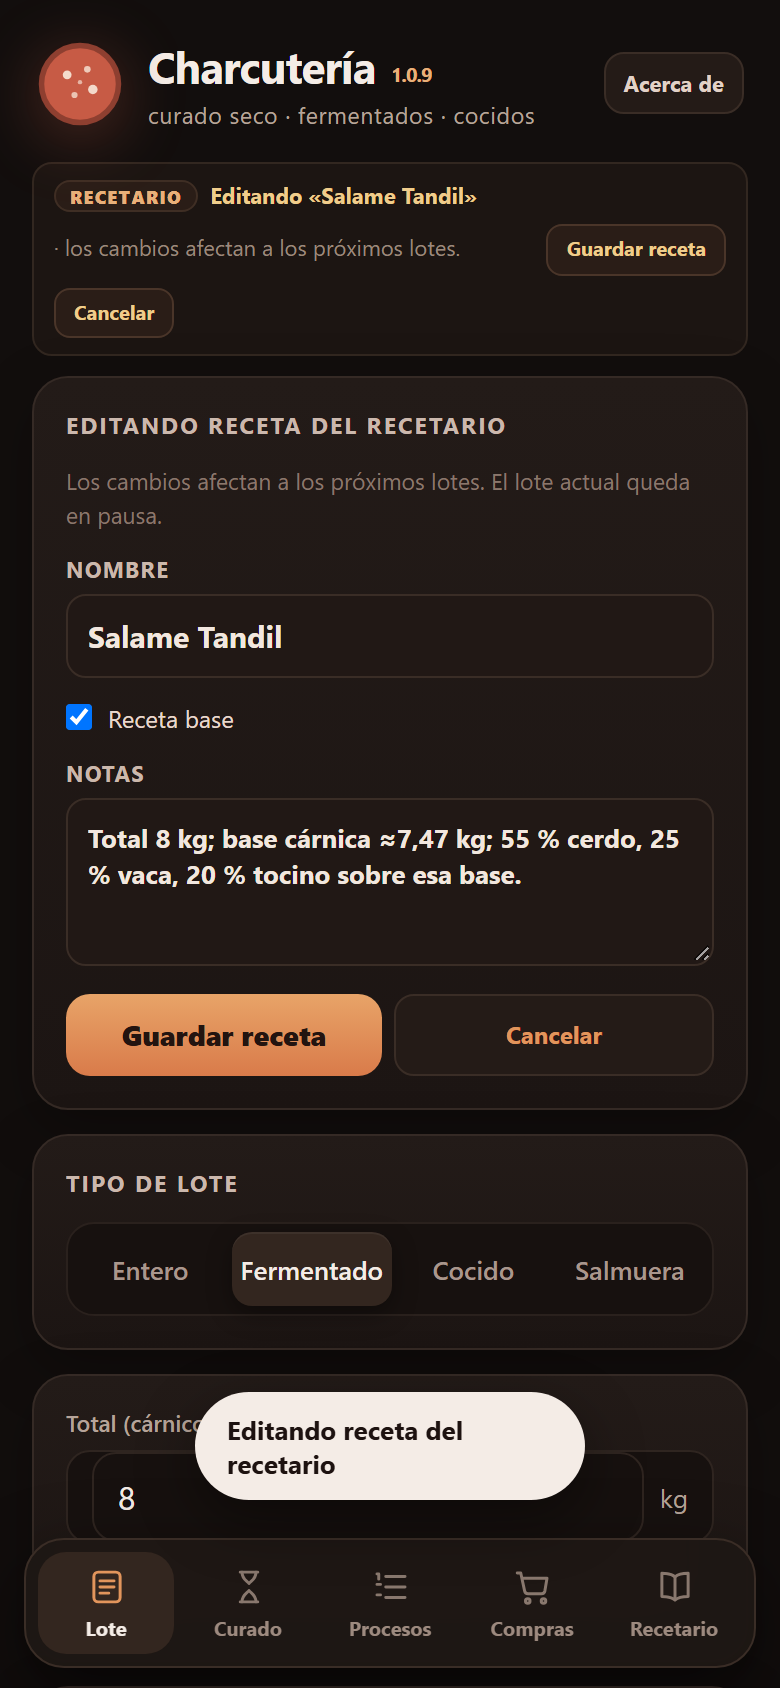 Charcutería 1.0.9
curado seco · fermentados · cocidos
Acerca de
RECETARIO Editando «Salame Tandil»
· los cambios afectan a los próximos lotes.
Guardar receta
Cancelar
EDITANDO RECETA DEL RECETARIO
Los cambios afectan a los próximos lotes. El lote actual queda
en pausa.
NOMBRE
Salame Tandil
Receta base
NOTAS
Total 8 kg; base cárnica ≈7,47 kg; 55 % cerdo, 25
% vaca, 20 % tocino sobre esa base.
Guardar receta
Cancelar
TIPO DE LOTE
Entero Fermentado Cocido Salmuera
Total
Editando receta del
recetario
8 kg
Lote Curado Procesos Compras Recetario